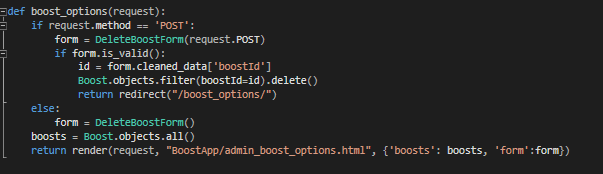 def boost_options(request):
    if request.method == 'POST':
        form = DeleteBoostForm(request.POST)
        if form.is_valid():
            id = form.cleaned_data['boostId']
            Boost.objects.filter(boostId=id).delete()
            return redirect("/boost_options/")
    else:
        form = DeleteBoostForm()
    boosts = Boost.objects.all()
    return render(request, "BoostApp/admin_boost_options.html", {'boosts': boosts, 'form':form})